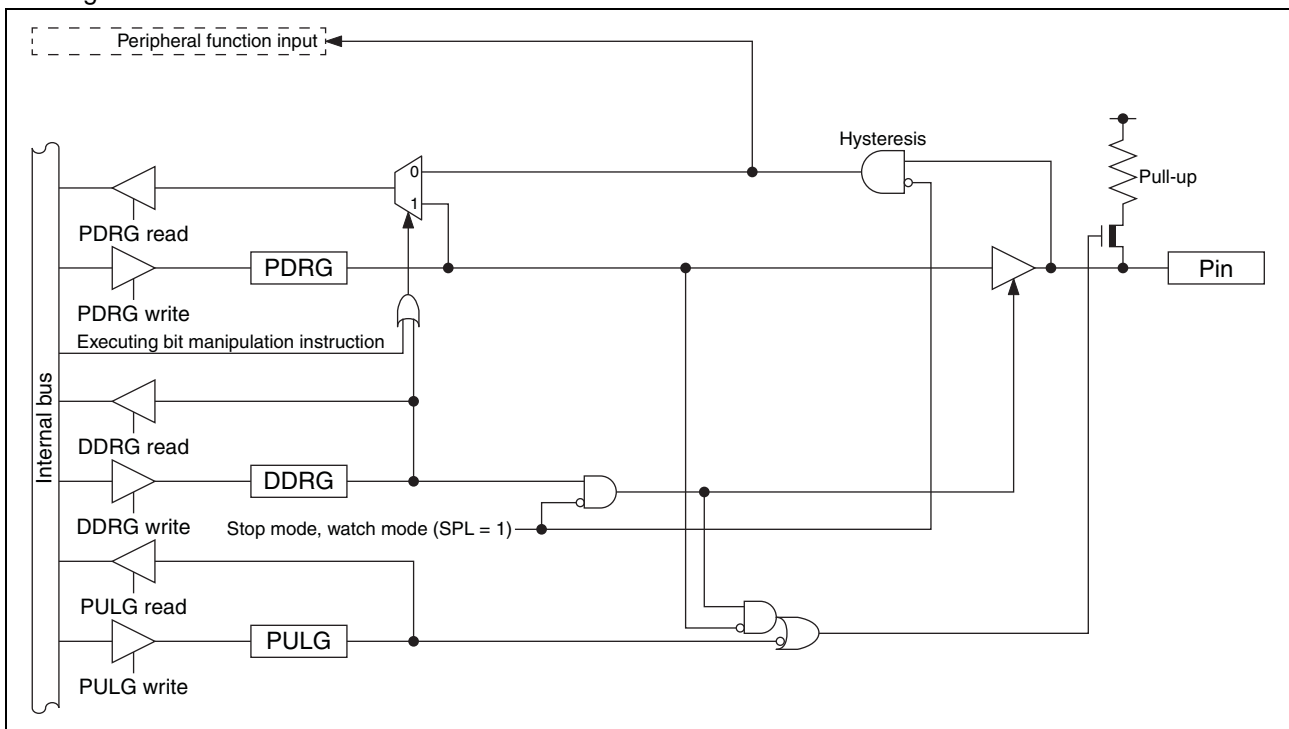 Peripheral function input
Hysteresis
0
Pull-up
1
PDRG read
PDRG
Pin
PDRG write
Executing bit manipulation instruction
Internal bus
DDRG read
DDRG
DDRG write
Stop mode, watch mode (SPL = 1)
PULG read
PULG
PULG write